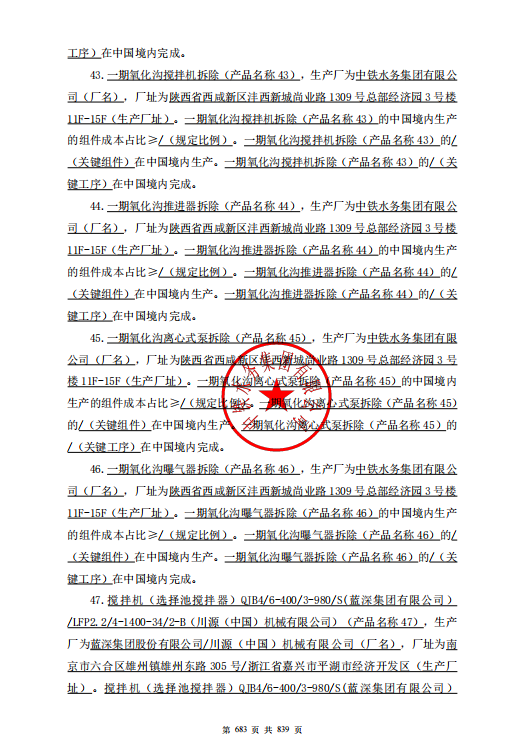 工序）在中国境内完成。
43.一期氧化沟搅拌机拆除（产品名称 43），生产厂为中铁水务集团有限公
司（厂名），厂址为陕西省西咸新区沣西新城尚业路 1309 号总部经济园 3 号楼
11F-15F（生产厂址）。一期氧化沟搅拌机拆除（产品名称 43）的中国境内生产
的组件成本占比≥/（规定比例）。一期氧化沟搅拌机拆除（产品名称 43）的/
（关键组件）在中国境内生产。一期氧化沟搅拌机拆除（产品名称 43）的/（关
键工序）在中国境内完成。
44.一期氧化沟推进器拆除（产品名称 44），生产厂为中铁水务集团有限公
司（厂名），厂址为陕西省西咸新区沣西新城尚业路 1309 号总部经济园 3 号楼
11F-15F（生产厂址）。一期氧化沟推进器拆除（产品名称 44）的中国境内生产
的组件成本占比≥/（规定比例）。一期氧化沟推进器拆除（产品名称 44）的/
（关键组件）在中国境内生产。一期氧化沟推进器拆除（产品名称 44）的/（关
键工序）在中国境内完成。
45.一期氧化沟离心式泵拆除（产品名称 45），生产厂为中铁水务集团有限
公司（厂名），厂址为陕西省西咸新区沣西新城尚业路 1309 号总部经济园 3 号
楼 11F-15F（生产厂址）。一期氧化沟离心式泵拆除（产品名称 45）的中国境内
生产的组件成本占比≥/（规定比例）。一期氧化沟离心式泵拆除（产品名称 45）
的/（关键组件）在中国境内生产。一期氧化沟离心式泵拆除（产品名称 45）的
/（关键工序）在中国境内完成。
46.一期氧化沟曝气器拆除（产品名称 46），生产厂为中铁水务集团有限公
司（厂名），厂址为陕西省西咸新区沣西新城尚业路 1309 号总部经济园 3 号楼
11F-15F（生产厂址）。一期氧化沟曝气器拆除（产品名称 46）的中国境内生产
的组件成本占比≥/（规定比例）。一期氧化沟曝气器拆除（产品名称 46）的/
（关键组件）在中国境内生产。一期氧化沟曝气器拆除（产品名称 46）的/（关
键工序）在中国境内完成。
47.搅拌机（选择池搅拌器）QJB4/6-400/3-980/S(蓝深集团有限公司）
/LFP2.2/4-1400-34/2-B（川源（中国）机械有限公司）（产品名称 47），生产
厂为蓝深集团股份有限公司/川源（中国）机械有限公司（厂名），厂址为南
京市六合区雄州镇雄州东路 305 号/浙江省嘉兴市平湖市经济开发区（生产厂
址）。搅拌机（选择池搅拌器）QJB4/6-400/3-980/S(蓝深集团有限公司）
中铁水务集团有限公司
第 683 页 共 839 页